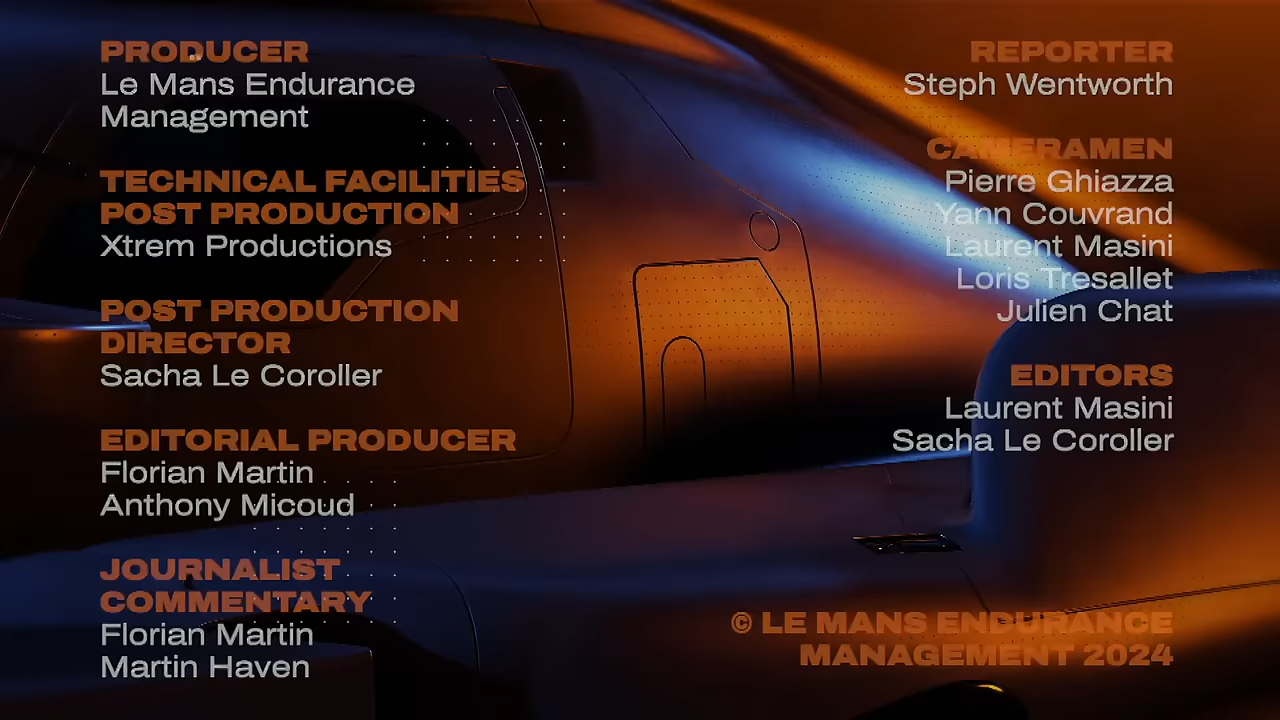 PRODUCER
Le Mans Endurance
Management
TECHNICAL FACILITIES
POST PRODUCTION
Xtrem Productions
POST PRODUCTION
DIRECTOR
Sacha Le Coroller
EDITORIAL PRODUCER
Florian Martin
Anthony Micoud
JOURNALIST
COMMENTARY
Florian Martin
Martin Haven
REPORTER
Steph Wentworth
CAMERAMEN
Pierre Ghiazza
Yann Couvrand
Laurent Masini
Loris Tresallet
Julien Chat
EDITORS
Laurent Masini
Sacha Le Coroller
© LE MANS ENDURANCE
MANAGEMENT 2024